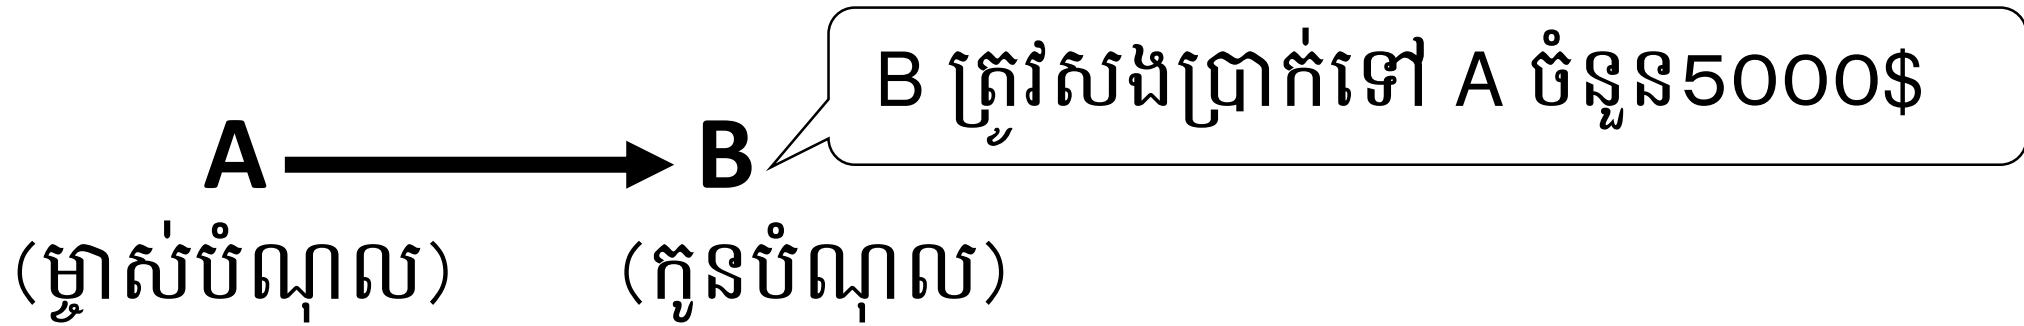 B ត្រូវសងប្រាក់ទៅ A ចំនួន5000$
A B
(ម្ចាស់បំណុល) (កូនបំណុល)